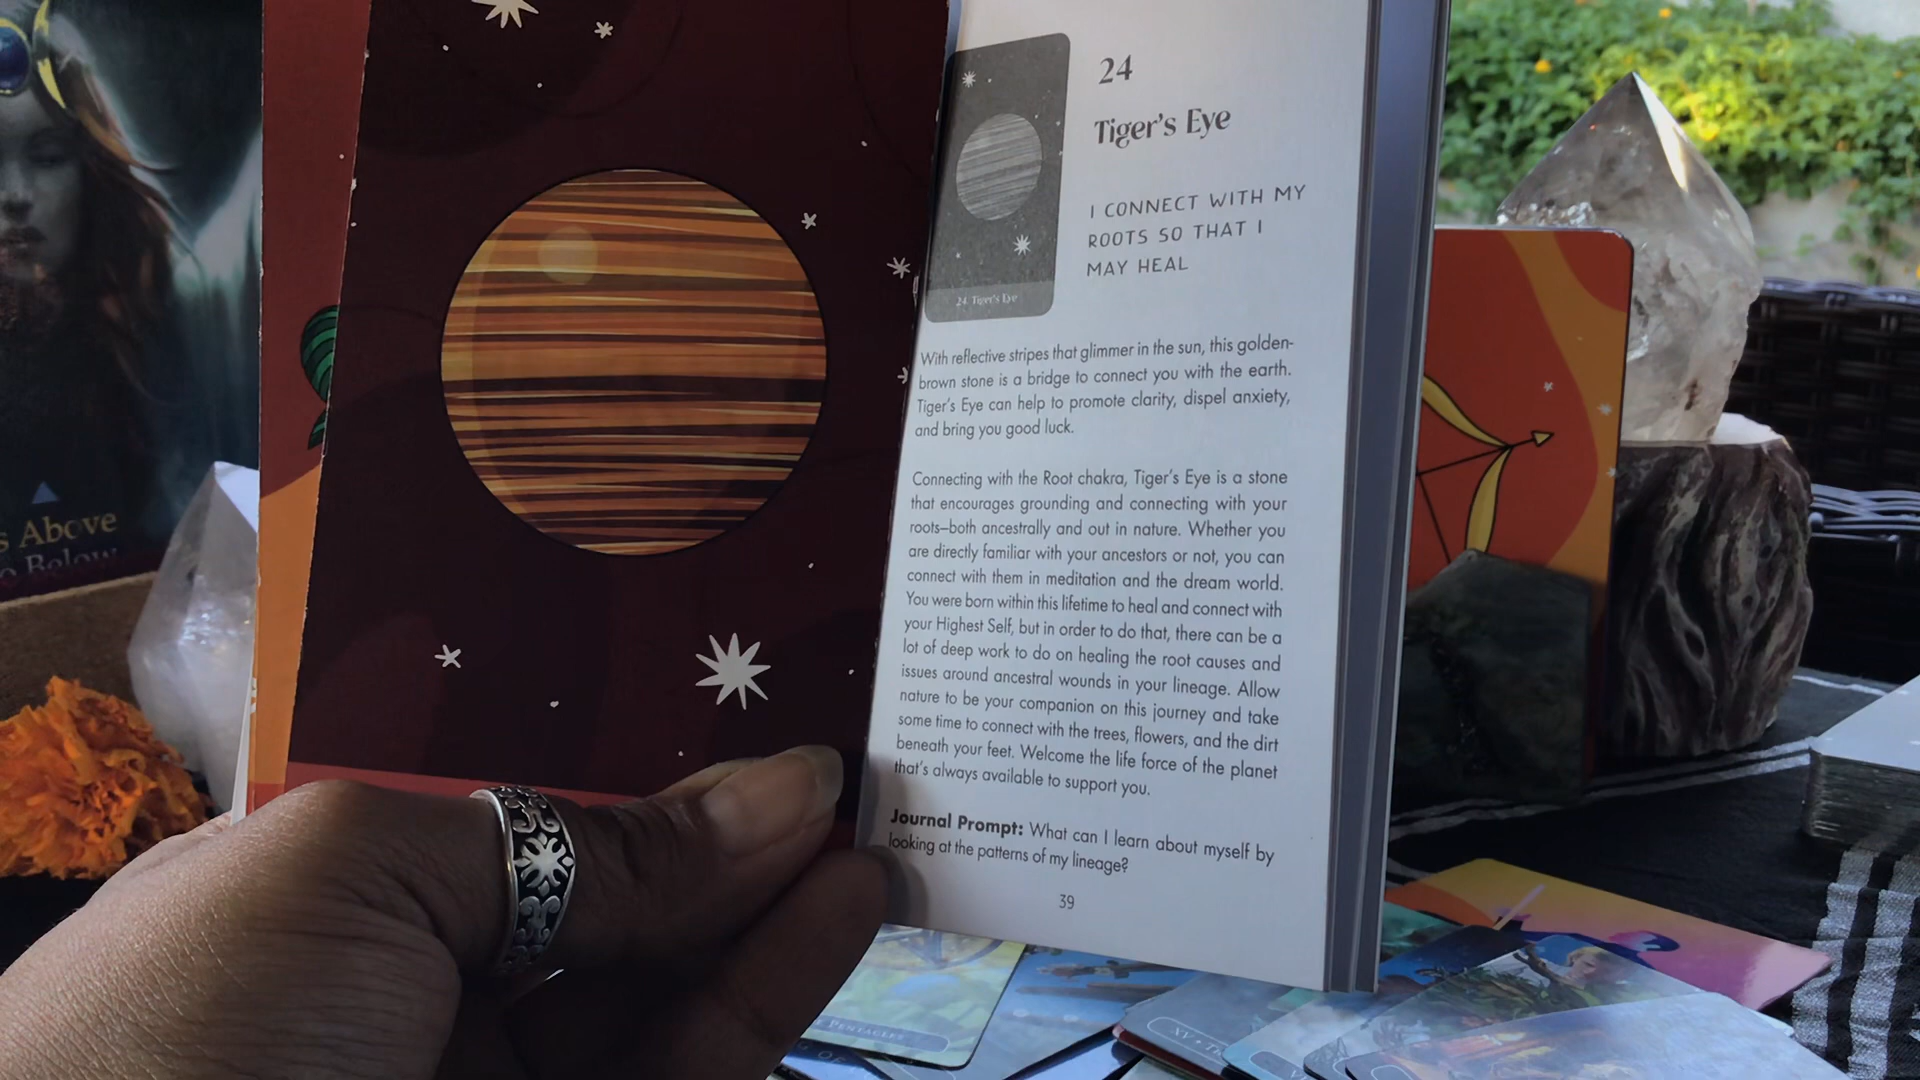 24
Tiger's Eye
I CONNECT WITH MY
ROOTS SO THAT I
MAY HEAL
24 Tiger's Eye
With reflective stripes that glimmer in the sun, this golden-
brown stone is a bridge to connect you with the earth.
Tiger's Eye can help to promote clarity, dispel anxiety,
and bring you good luck.
Connecting with the Root chakra, Tiger's Eye is a stone
that encourages grounding and connecting with your
roots–both ancestrally and out in nature. Whether you
are directly familiar with your ancestors or not, you can
connect with them in meditation and the dream world.
You were born within this lifetime to heal and connect with
your Highest Self, but in order to do that, there can be a
lot of deep work to do on healing the root causes and
issues around ancestral wounds in your lineage. Allow
nature to be your companion on this journey and take
some time to connect with the trees, flowers, and the dirt
beneath your feet. Welcome the life force of the planet
that's always available to support you.
Journal Prompt: What can I learn about myself by
looking at the patterns of my lineage?
39
Above
Below
PENTACLES
XV